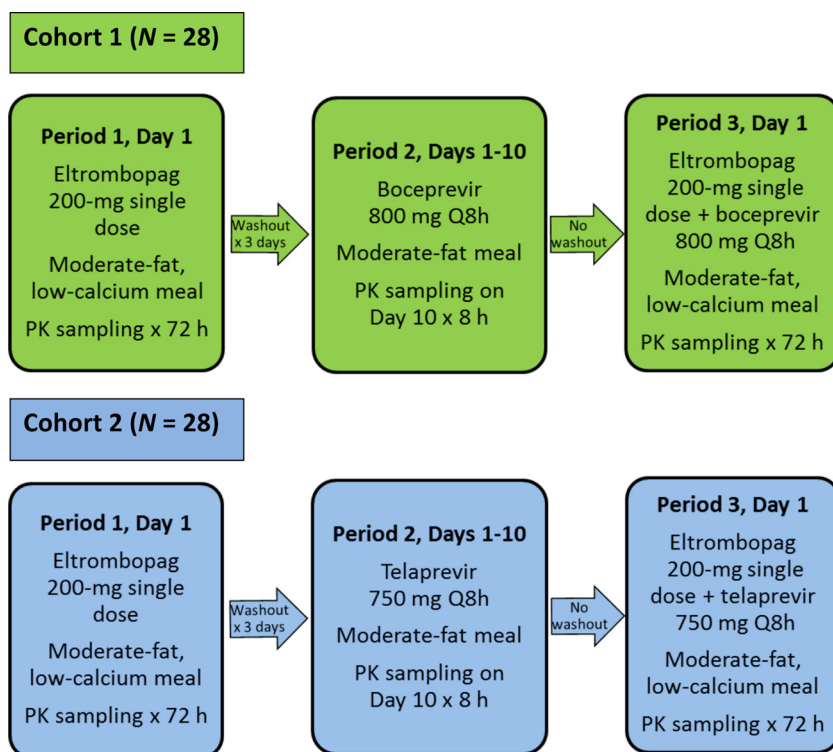 Cohort 1 (N = 28)
Period 1, Day 1
Eltrombopag
200-mg single
dose
Moderate-fat,
low-calcium meal
PK sampling x 72 h
Washout
x 3 days
Period 2, Days 1-10
Boceprevir
800 mg Q8h
Moderate-fat meal
PK sampling on
Day 10 x 8 h
No
washout
Period 3, Day 1
Eltrombopag
200-mg single
dose + boceprevir
800 mg Q8h
Moderate-fat,
low-calcium meal
PK sampling x 72 h
Cohort 2 (N = 28)
Period 1, Day 1
Eltrombopag
200-mg single
dose
Moderate-fat,
low-calcium meal
PK sampling x 72 h
Washout
x 3 days
Period 2, Days 1-10
Telaprevir
750 mg Q8h
Moderate-fat meal
PK sampling on
Day 10 x 8 h
No
washout
Period 3, Day 1
Eltrombopag
200-mg single
dose + telaprevir
750 mg Q8h
Moderate-fat,
low-calcium meal
PK sampling x 72 h